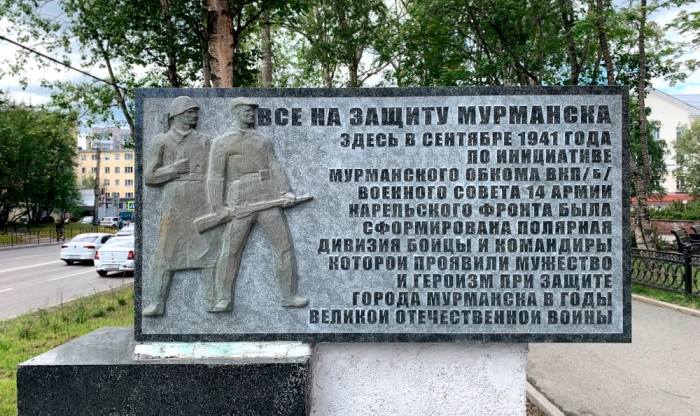 ВСЕ НА ЗАЩИТУ МУРМАНСКА
ЗДЕСЬ В СЕНТЯБРЕ 1941 ГОДА
ПО ИНИЦИАТИВЕ
МУРМАНСКОГО ОБКОМА ВКП/б/
ВОЕННОГО СОВЕТА 14 АРМИИ
КАРЕЛЬСКОГО ФРОНТА БЫЛА
СФОРМИРОВАНА ПОЛЯРНАЯ
ДИВИЗИЯ БОЙЦЫ И КОМАНДИРЫ
КОТОРОЙ ПРОЯВИЛИ МУЖЕСТВО
И ГЕРОИЗМ ПРИ ЗАЩИТЕ
ГОРОДА МУРМАНСКА В ГОДЫ
ВЕЛИКОЙ ОТЕЧЕСТВЕННОЙ ВОЙНЫ